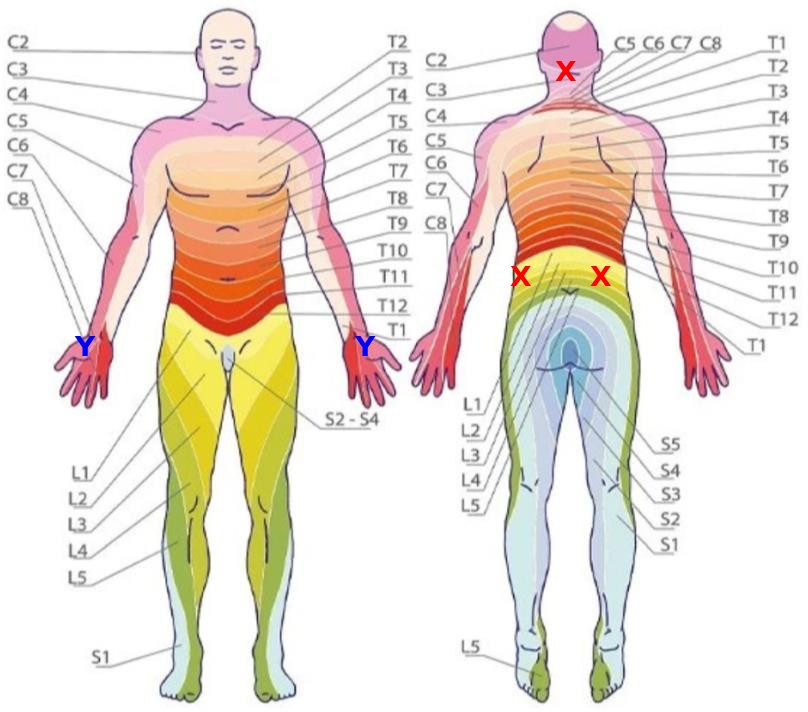 C2
C3
C4
C5
C6
C7
C8
Y
L1
L2
L3
L4
L5
S1
T2
T3
T4
T5
T6
T7
T8
T9
T10
T11
T12
T1
Y
S2 - S4
C2
C3
C4
C5
C6
C7
C8
X
C5 C6 C7 C8
T1
T2
T3
T4
T5
T6
T7
T8
T9
T10
T11
T12
T1
X X
L1
L2
L3
L4
L5
S5
S4
S3
S2
S1
L5